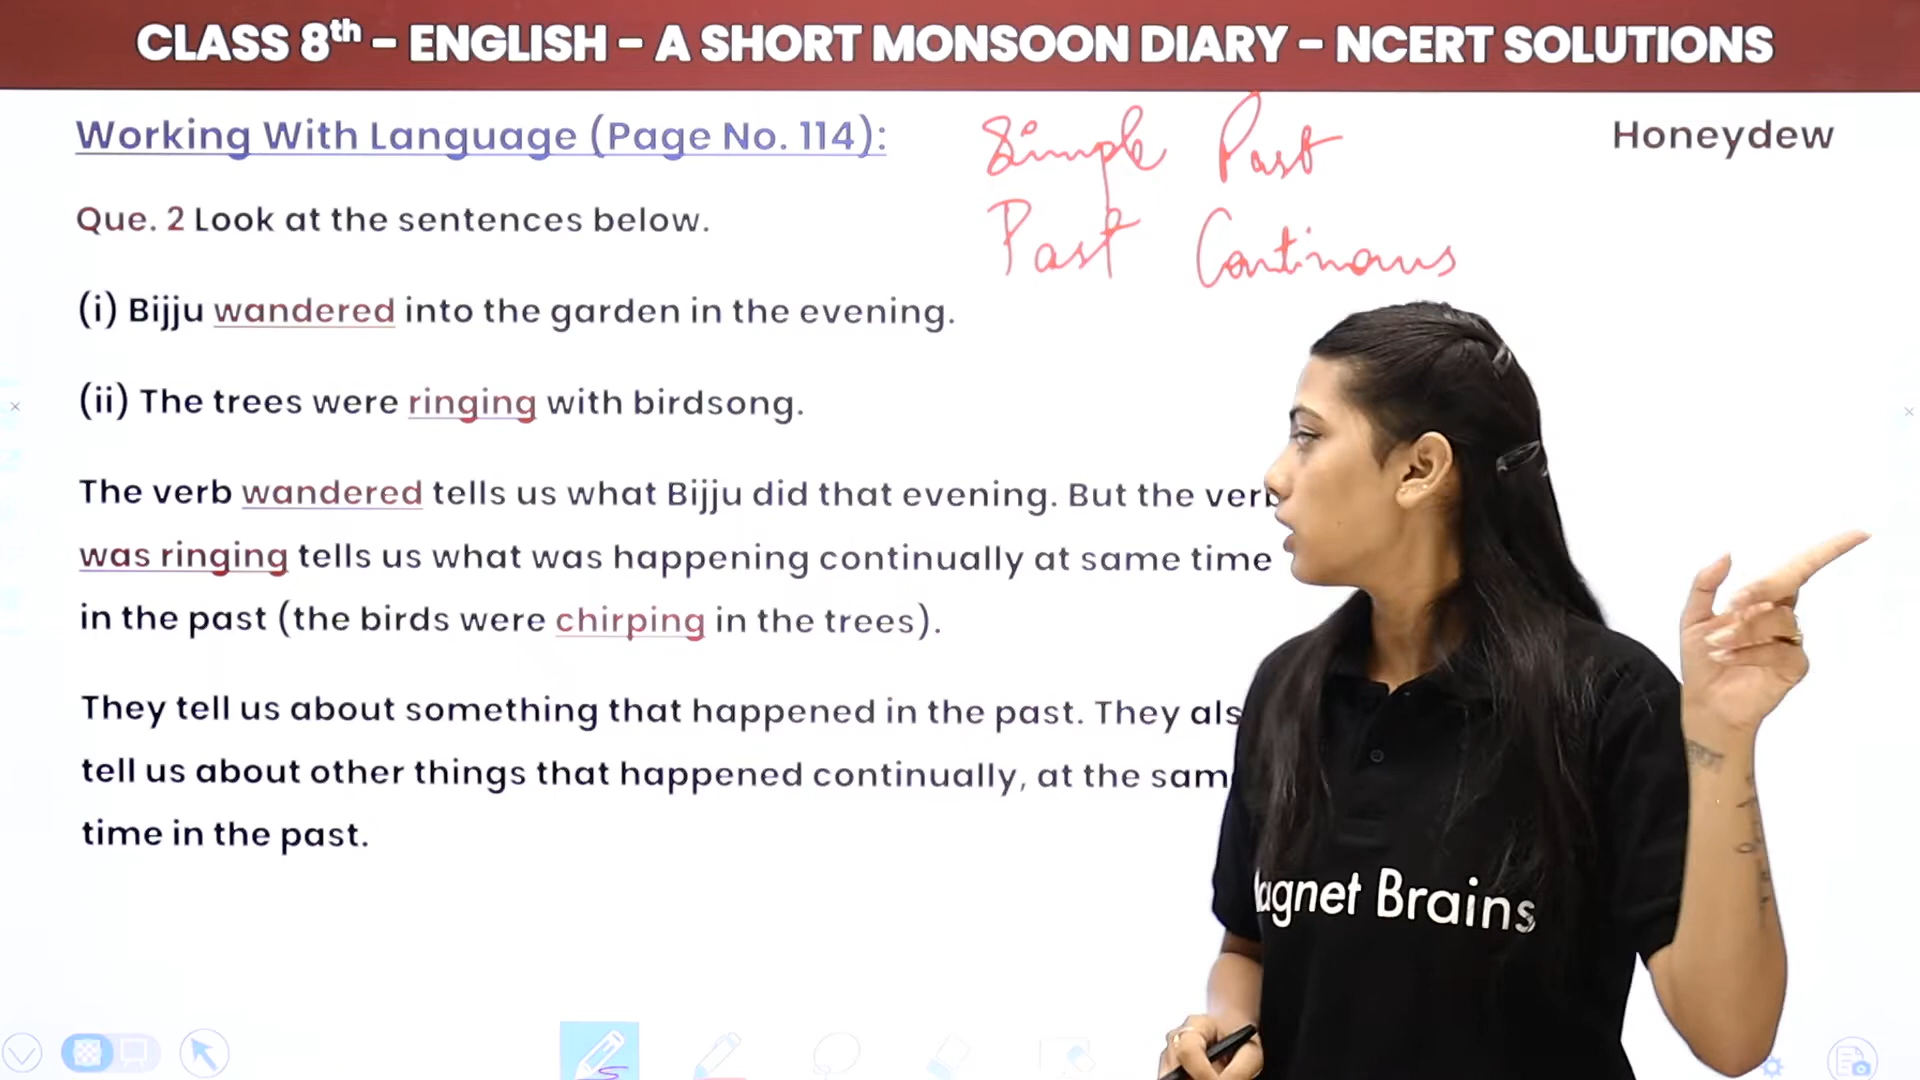 CLASS 8th – ENGLISH – A SHORT MONSOON DIARY – NCERT SOLUTIONS
Working With Language (Page No. 114):
Simple Past
Honeydew
Past Continous
Que. 2 Look at the sentences below.
(i) Bijju wandered into the garden in the evening.
(ii) The trees were ringing with birdsong.
The verb wandered tells us what Bijju did that evening. But the verb
was ringing tells us what was happening continually at same time
in the past (the birds were chirping in the trees).
They tell us about something that happened in the past. They als
tell us about other things that happened continually, at the sam
time in the past.
agnet Brains